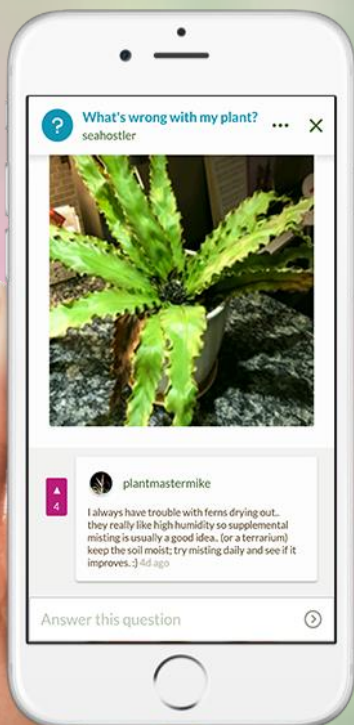 What's wrong with my plant?
seahostler
plantmastermike
4
I always have trouble with ferns drying out..
they really like high humidity so supplemental
misting is usually a good idea.. (or a terrarium)
keep the soil moist; try misting daily and see if it
improves. :) 4d ago
Answer this question